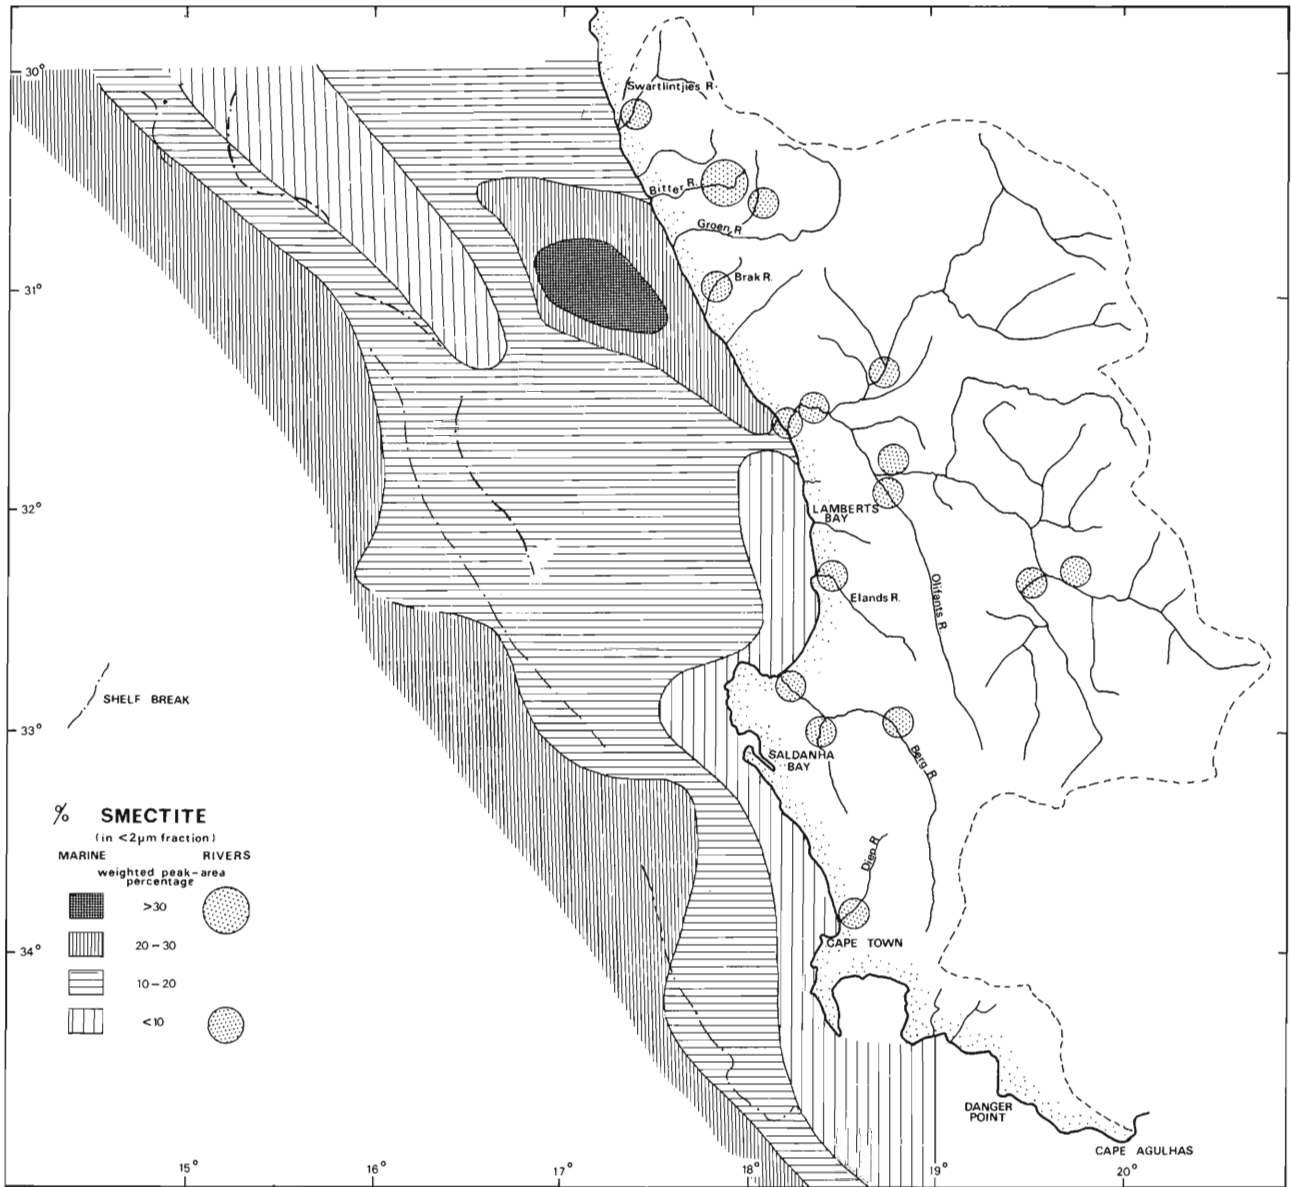 30°
Swartlintjies R.
Bitter R.
Groen R
31°
Brak R.
32°
LAMBERTS
BAY
Elands R.
Olifants R.
SHELF BREAK
33°
SALDANHA
BAY
Berg R
% SMECTITE
(in <2µm fraction)
MARINE RIVERS
weighted peak-area
percentage
>30
20-30
10-20
<10
Diep R
34°
CAPE TOWN
DANGER
POINT
CAPE AGULHAS
15° 16° 17° 18° 19° 20°